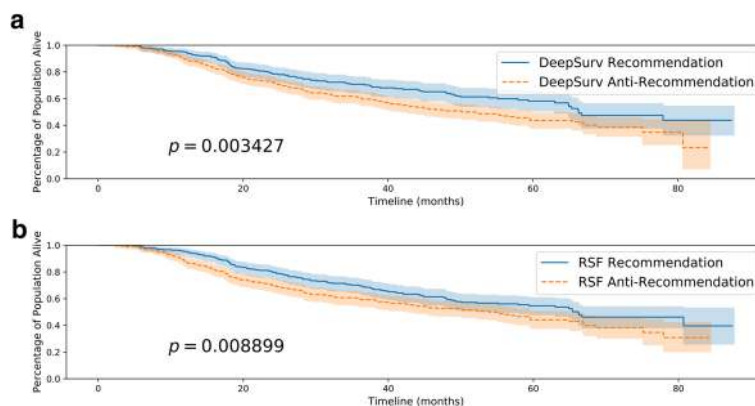 a
1.0
0.8
0.6
0.4
0.2
0.0
Percentage of Population Alive
DeepSurv Recommendation
DeepSurv Anti-Recommendation
p = 0.003427
0 20 40 60 80
Timeline (months)
b
1.0
0.8
0.6
0.4
0.2
0.0
Percentage of Population Alive
RSF Recommendation
RSF Anti-Recommendation
p = 0.008899
0 20 40 60 80
Timeline (months)